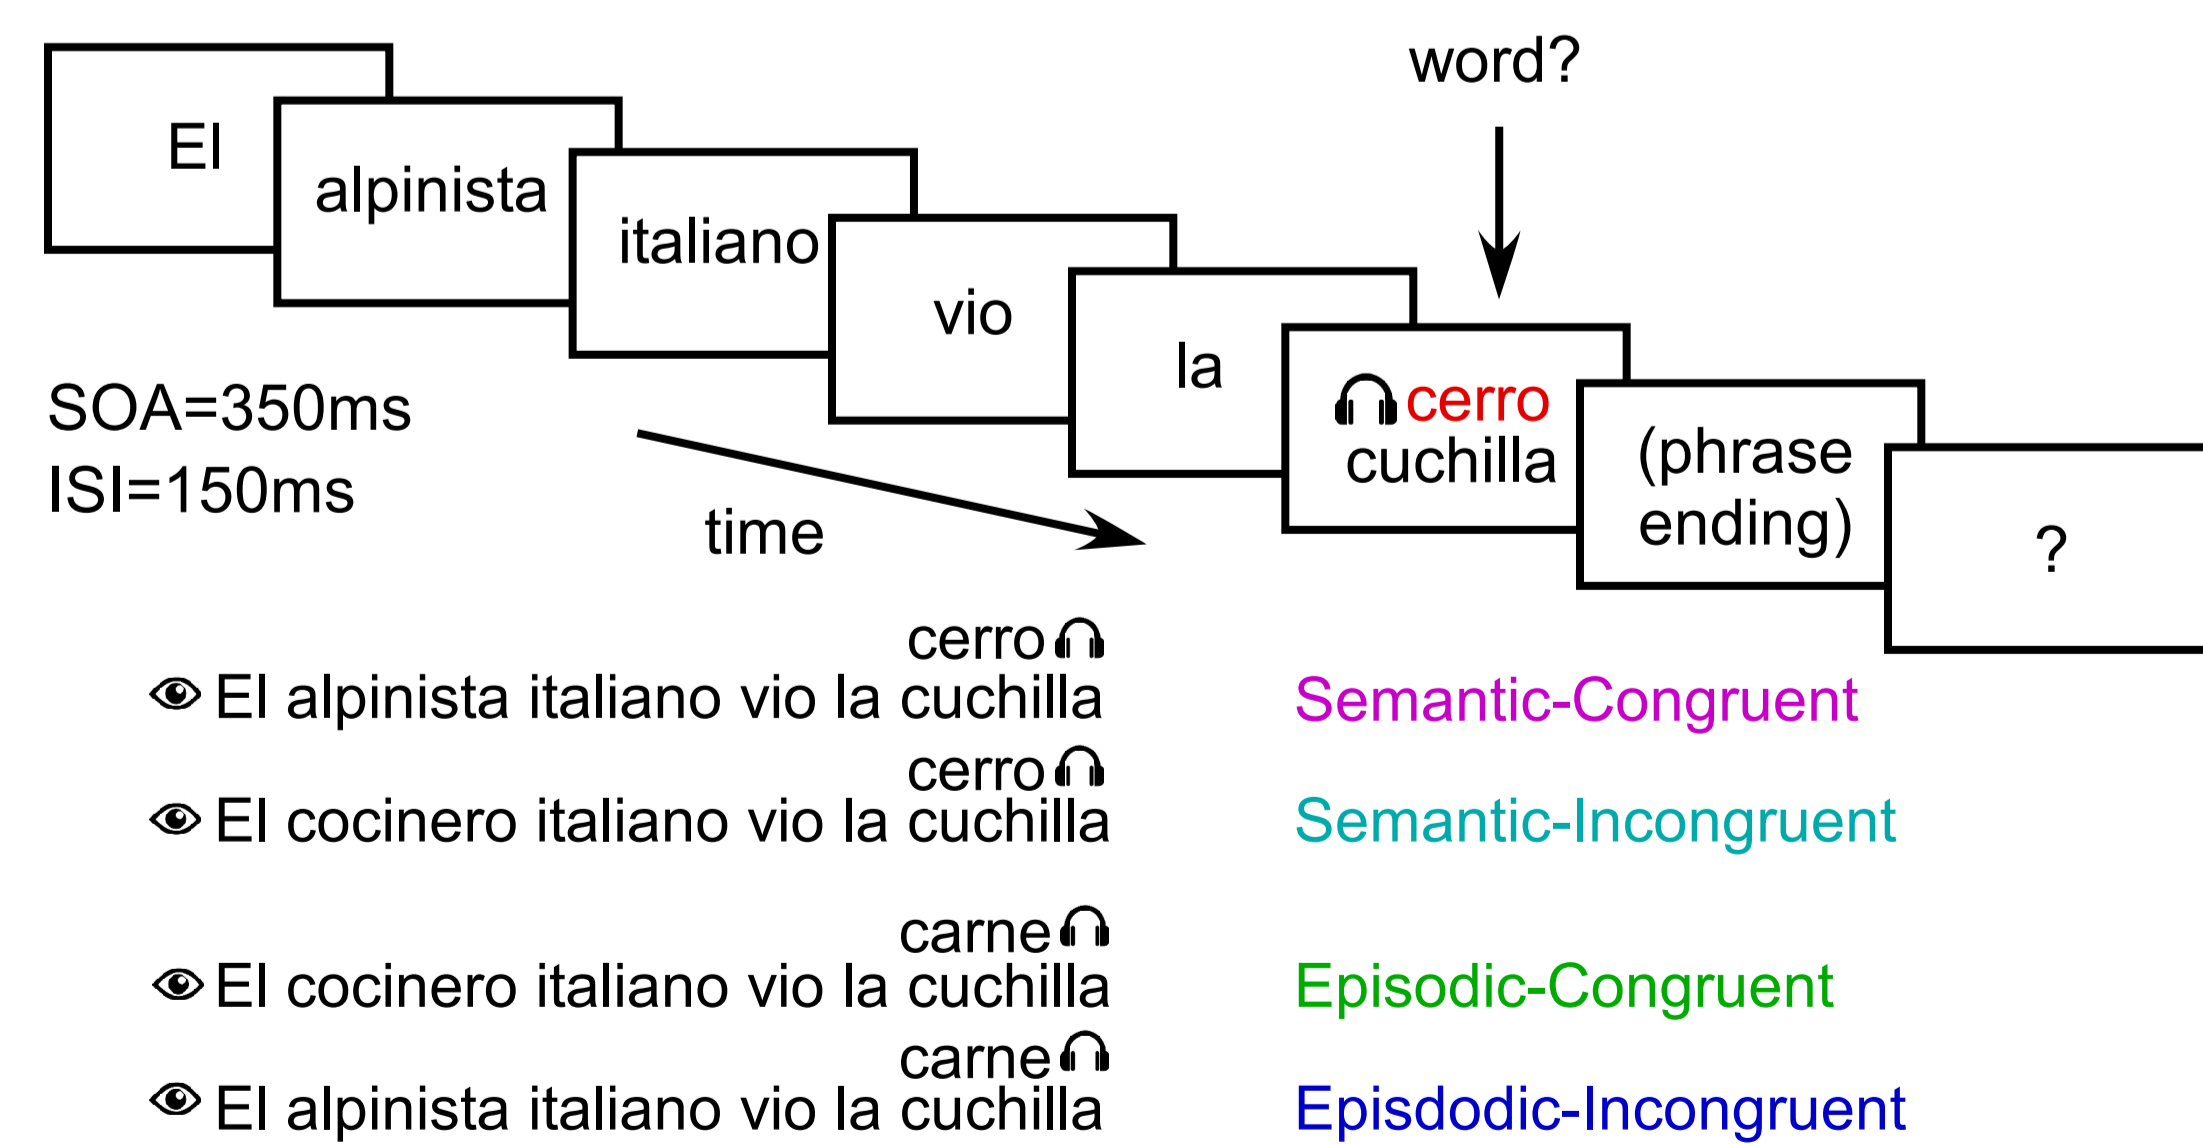 word?
El
alpinista
italiano
vio
la
cerro
cuchilla
(phrase
ending)
?
SOA=350ms
ISI=150ms
time
cerro
El alpinista italiano vio la cuchilla
Semantic-Congruent
cerro
El cocinero italiano vio la cuchilla
Semantic-Incongruent
carne
El cocinero italiano vio la cuchilla
Episodic-Congruent
carne
El alpinista italiano vio la cuchilla
Episdodic-Incongruent